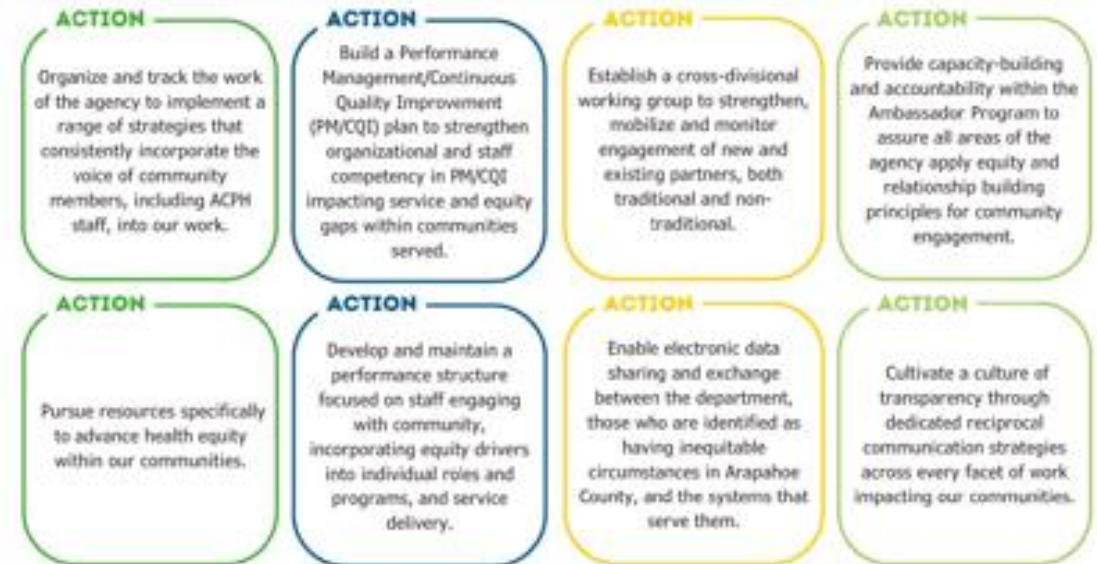 ACTION
Organize and track the work
of the agency to implement a
range of strategies that
consistently incorporate the
voice of community
members, including ACPH
staff, into our work.
ACTION
Build a Performance
Management/Continuous
Quality Improvement
(PM/CQI) plan to strengthen
organizational and staff
competency in PM/CQI
impacting service and equity
gaps within communities
served.
ACTION
Establish a cross-divisional
working group to strengthen,
mobilize and monitor
engagement of new and
existing partners, both
traditional and non-
traditional.
ACTION
Provide capacity-building
and accountability within the
Ambassador Program to
assure all areas of the
agency apply equity and
relationship building
principles for community
engagement.
ACTION
Pursue resources specifically
to advance health equity
within our communities.
ACTION
Develop and maintain a
performance structure
focused on staff engaging
with community,
incorporating equity drivers
into individual roles and
programs, and service
delivery.
ACTION
Enable electronic data
sharing and exchange
between the department,
those who are identified as
having inequitable
circumstances in Arapahoe
County, and the systems that
serve them.
ACTION
Cultivate a culture of
transparency through
dedicated reciprocal
communication strategies
across every facet of work
impacting our communities.